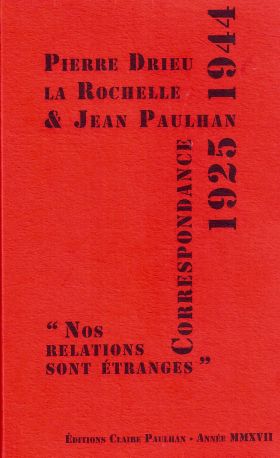 Pierre Drieu
la Rochelle
& Jean Paulhan
Correspondance
1925 1944
“ Nos
relations
sont étranges ”
Éditions Claire Paulhan - Année MMXVII